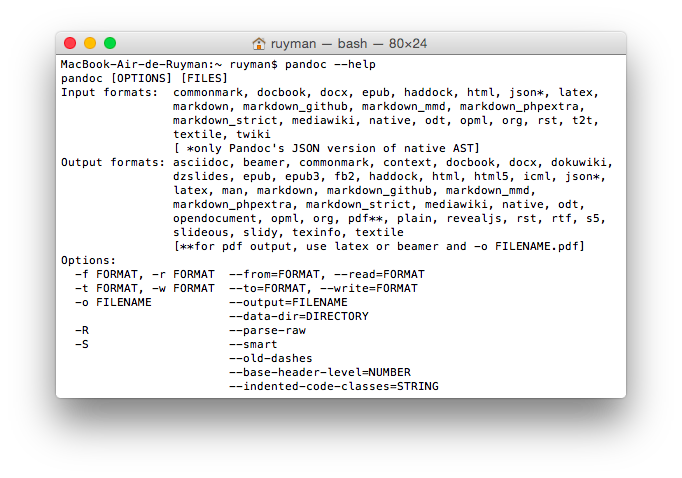 ruyman — bash — 80×24
MacBook-Air-de-Ruyman:~ ruyman$ pandoc --help
pandoc [OPTIONS] [FILES]
Input formats:  commonmark, docbook, docx, epub, haddock, html, json*, latex,
                markdown, markdown_github, markdown_mmd, markdown_phpextra,
                markdown_strict, mediawiki, native, odt, opml, org, rst, t2t,
                textile, twiki
                [ *only Pandoc's JSON version of native AST]
Output formats: asciidoc, beamer, commonmark, context, docbook, docx, dokuwiki,
                dzslides, epub, epub3, fb2, haddock, html, html5, icml, json*,
                latex, man, markdown, markdown_github, markdown_mmd,
                markdown_phpextra, markdown_strict, mediawiki, native, odt,
                opendocument, opml, org, pdf**, plain, revealjs, rst, rtf, s5,
                slideous, slidy, texinfo, textile
                [**for pdf output, use latex or beamer and -o FILENAME.pdf]
Options:
  -f FORMAT, -r FORMAT  --from=FORMAT, --read=FORMAT
  -t FORMAT, -w FORMAT  --to=FORMAT, --write=FORMAT
  -o FILENAME           --output=FILENAME
                        --data-dir=DIRECTORY
  -R                    --parse-raw
  -S                    --smart
                        --old-dashes
                        --base-header-level=NUMBER
                        --indented-code-classes=STRING